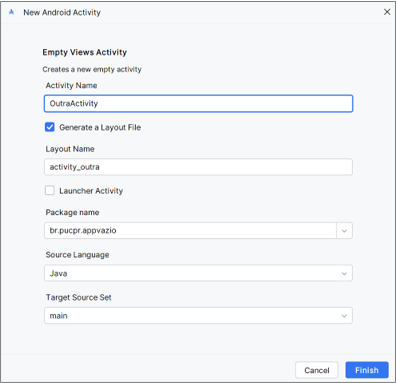 New Android Activity
Empty Views Activity
Creates a new empty activity
Activity Name
OutraActivity
Generate a Layout File
Layout Name
activity_outra
Launcher Activity
Package name
br.pucpr.appvazio
Source Language
Java
Target Source Set
main
Cancel
Finish